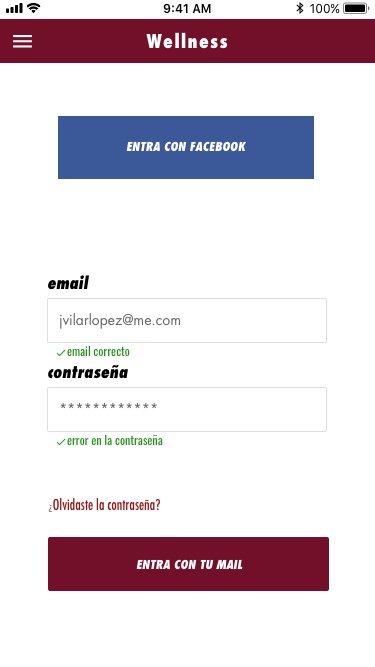 9:41 AM 100%
Wellness
ENTRA CON FACEBOOK
email
jvilarlopez@me.com
email correcto
contraseña
************
error en la contraseña
¿Olvidaste la contraseña?
ENTRA CON TU MAIL